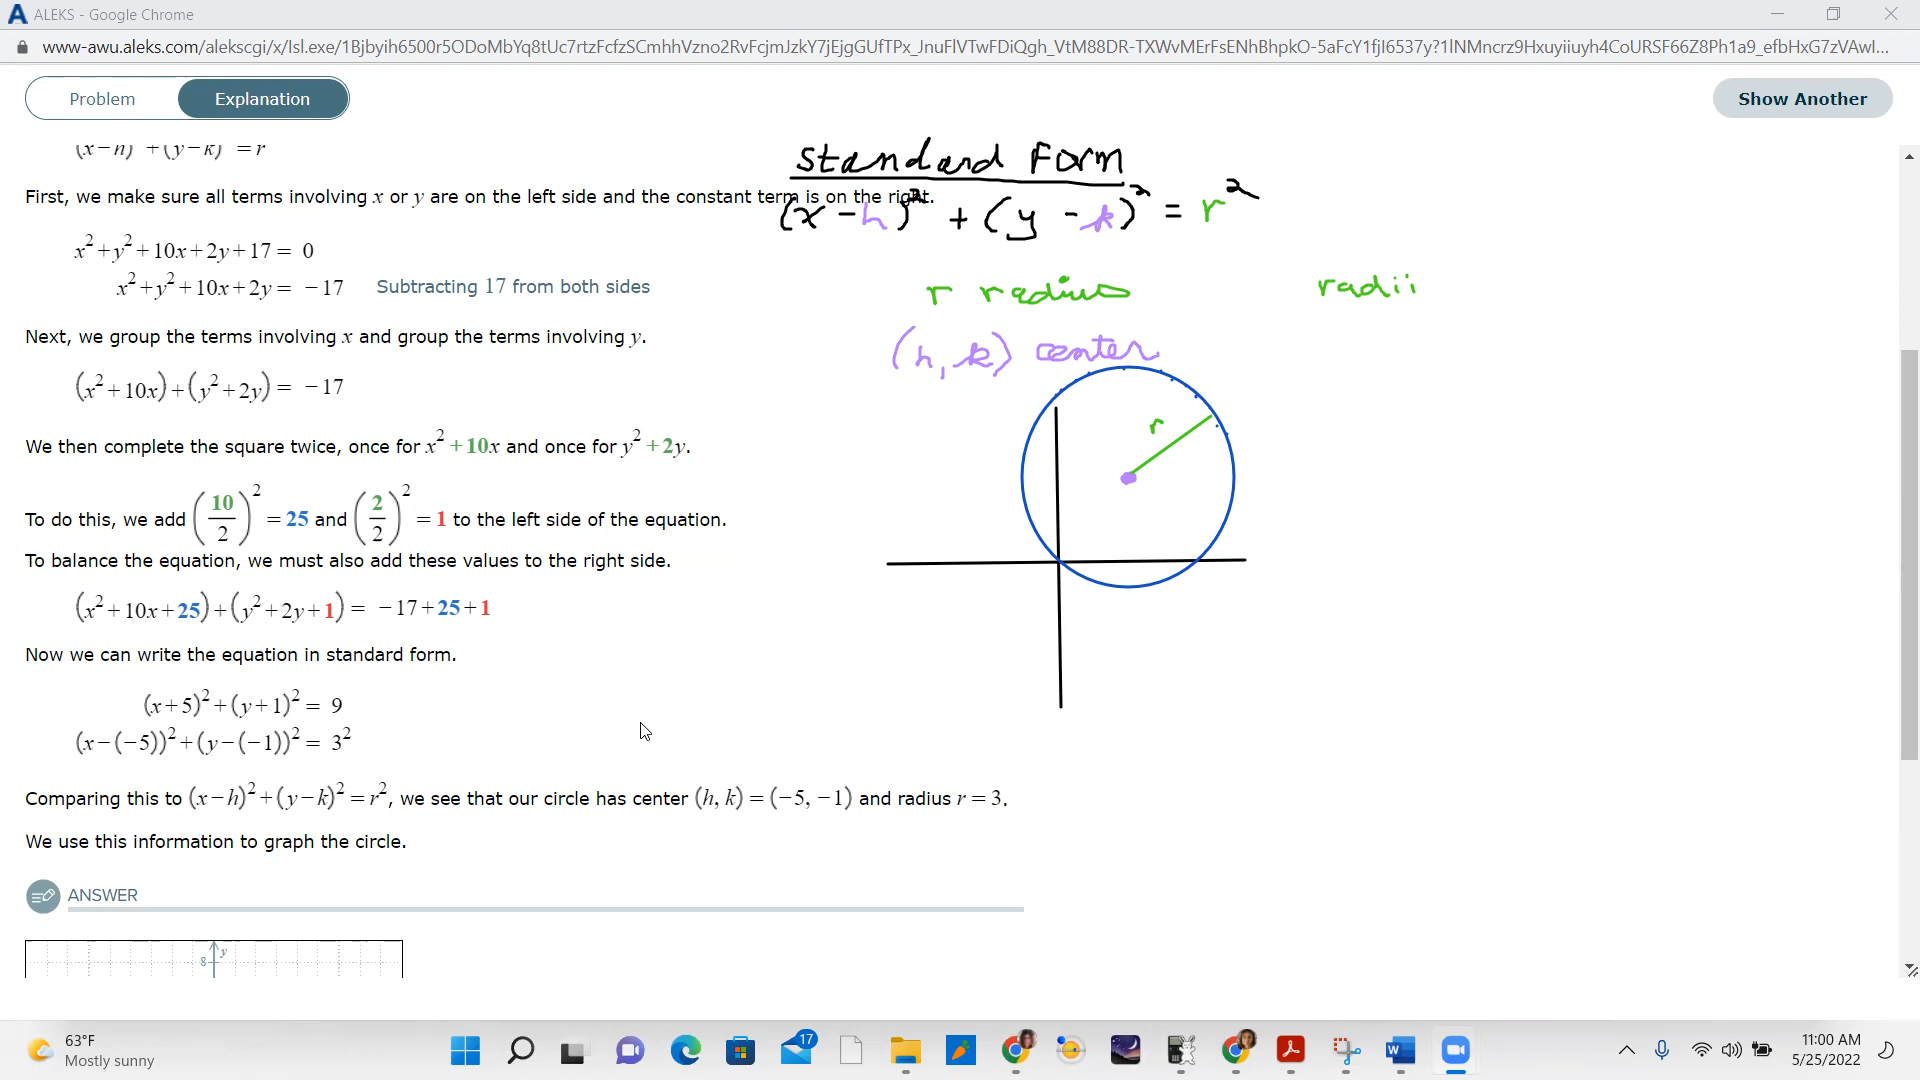 ALEKS - Google Chrome
www-awu.aleks.com/alekscgi/x/Isl.exe/1Bjbyih6500r5ODoMbYq8tUc7rtzFcfzSCmhhVzno2RvFcjmJzkY7jEjgGUfTPx_JnuFlVTwFDiQgh_VtM88DR-TXWvMErFsENhBhpkO-5aFcY1fjI6537y?1lNMncrz9Hxuyiiuyh4CoURSF66Z8Ph1a9_efbHxG7zVAwI...
Problem Explanation Show Another
(x−h) +(y−k) =r
standard Form
First, we make sure all terms involving x or y are on the left side and the constant term is on the right.
(x - h)² + (y - k)² = r²
x²+y²+10x+2y+17= 0
x²+y²+10x+2y= −17 Subtracting 17 from both sides
r radius radii
Next, we group the terms involving x and group the terms involving y.
(h, k) center
(x²+10x)+(y²+2y)= −17
r
We then complete the square twice, once for x²+10x and once for y²+2y.
To do this, we add (10/2)²=25 and (2/2)²=1 to the left side of the equation.
To balance the equation, we must also add these values to the right side.
(x²+10x+25)+(y²+2y+1)= −17+25+1
Now we can write the equation in standard form.
(x+5)²+(y+1)²= 9
(x−(−5))²+(y−(−1))²= 3²
Comparing this to (x−h)²+(y−k)²=r², we see that our circle has center (h, k)=(−5, −1) and radius r=3.
We use this information to graph the circle.
ANSWER
y
8
63°F
Mostly sunny
17
11:00 AM
5/25/2022